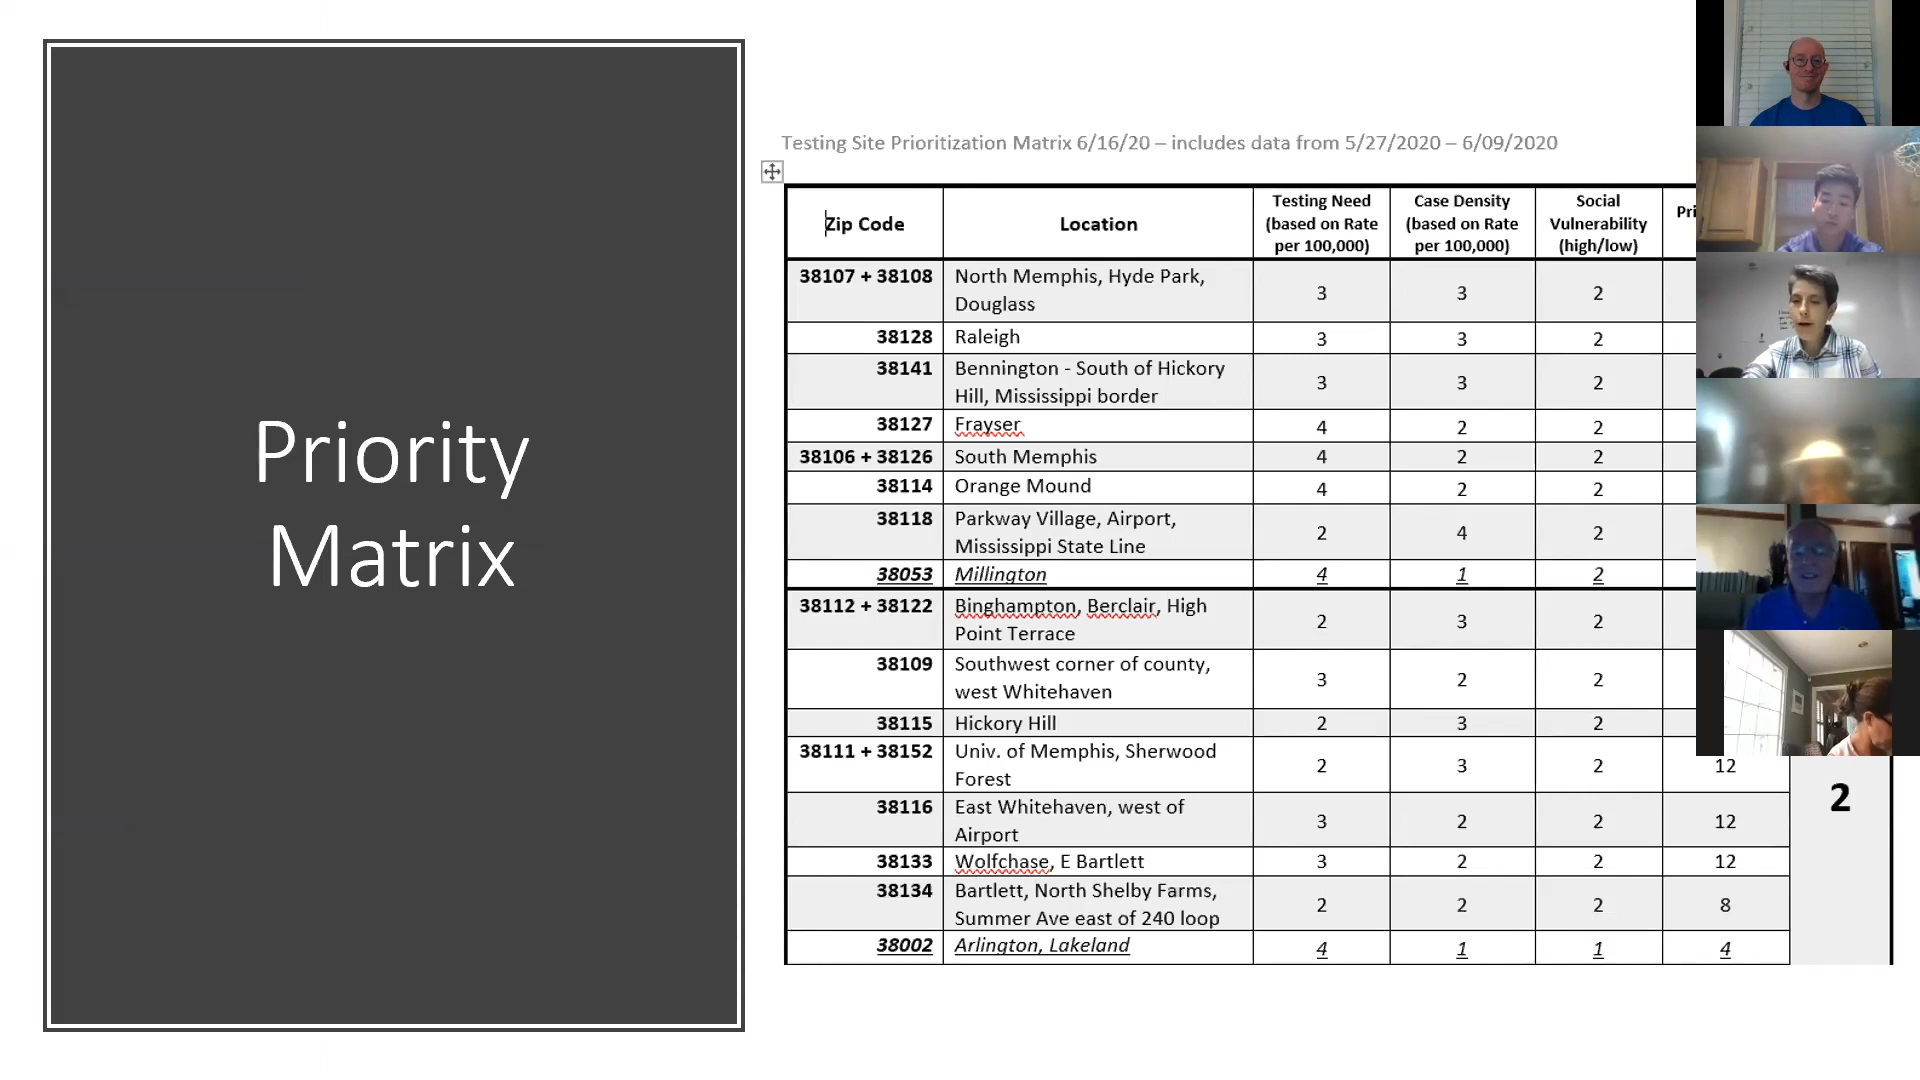 Priority
Matrix
Testing Site Prioritization Matrix 6/16/20 – includes data from 5/27/2020 – 6/09/2020
Zip Code Location Testing Need (based on Rate per 100,000) Case Density (based on Rate per 100,000) Social Vulnerability (high/low) Pri
38107 + 38108 North Memphis, Hyde Park, Douglass 3 3 2
38128 Raleigh 3 3 2
38141 Bennington - South of Hickory Hill, Mississippi border 3 3 2
38127 Frayser 4 2 2
38106 + 38126 South Memphis 4 2 2
38114 Orange Mound 4 2 2
38118 Parkway Village, Airport, Mississippi State Line 2 4 2
38053 Millington 4 1 2
38112 + 38122 Binghampton, Berclair, High Point Terrace 2 3 2
38109 Southwest corner of county, west Whitehaven 3 2 2
38115 Hickory Hill 2 3 2
38111 + 38152 Univ. of Memphis, Sherwood Forest 2 3 2 12
2
38116 East Whitehaven, west of Airport 3 2 2 12
38133 Wolfchase, E Bartlett 3 2 2 12
38134 Bartlett, North Shelby Farms, Summer Ave east of 240 loop 2 2 2 8
38002 Arlington, Lakeland 4 1 1 4